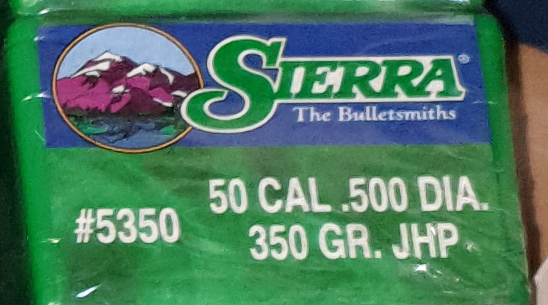 SIERRA®
The Bulletsmiths
50 CAL .500 DIA.
#5350
350 GR. JHP